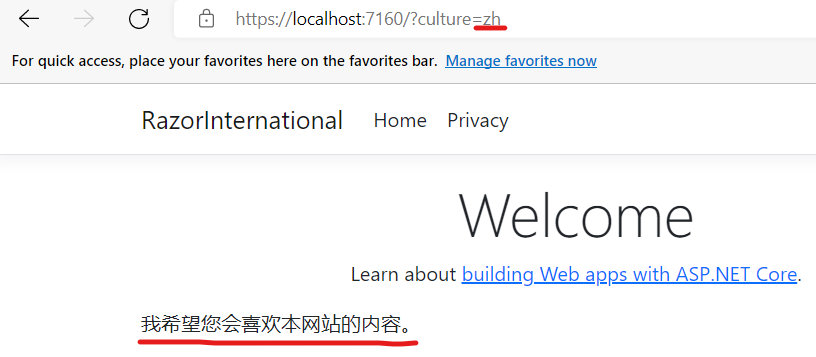 https://localhost:7160/?culture=zh
For quick access, place your favorites here on the favorites bar. Manage favorites now
RazorInternational Home Privacy
Welcome
Learn about building Web apps with ASP.NET Core.
我希望您会喜欢本网站的内容。